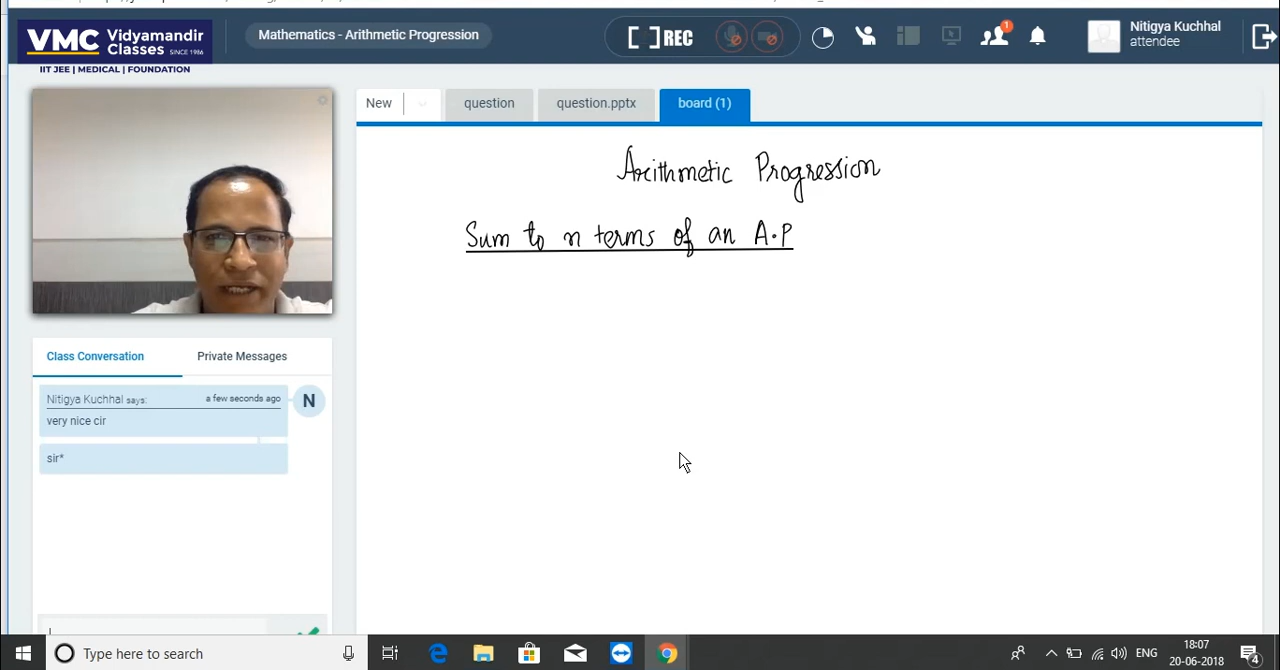 VMC Vidyamandir Classes SINCE 1986
IIT JEE | MEDICAL | FOUNDATION
Mathematics - Arithmetic Progression
[ ] REC
1
Nitigya Kuchhal
attendee
New
question
question.pptx
board (1)
Arithmetic Progression
Sum to n terms of an A.P
Class Conversation
Private Messages
Nitigya Kuchhal says:
a few seconds ago
very nice cir
N
sir*
Type here to search
ENG
18:07
20-06-2018
4